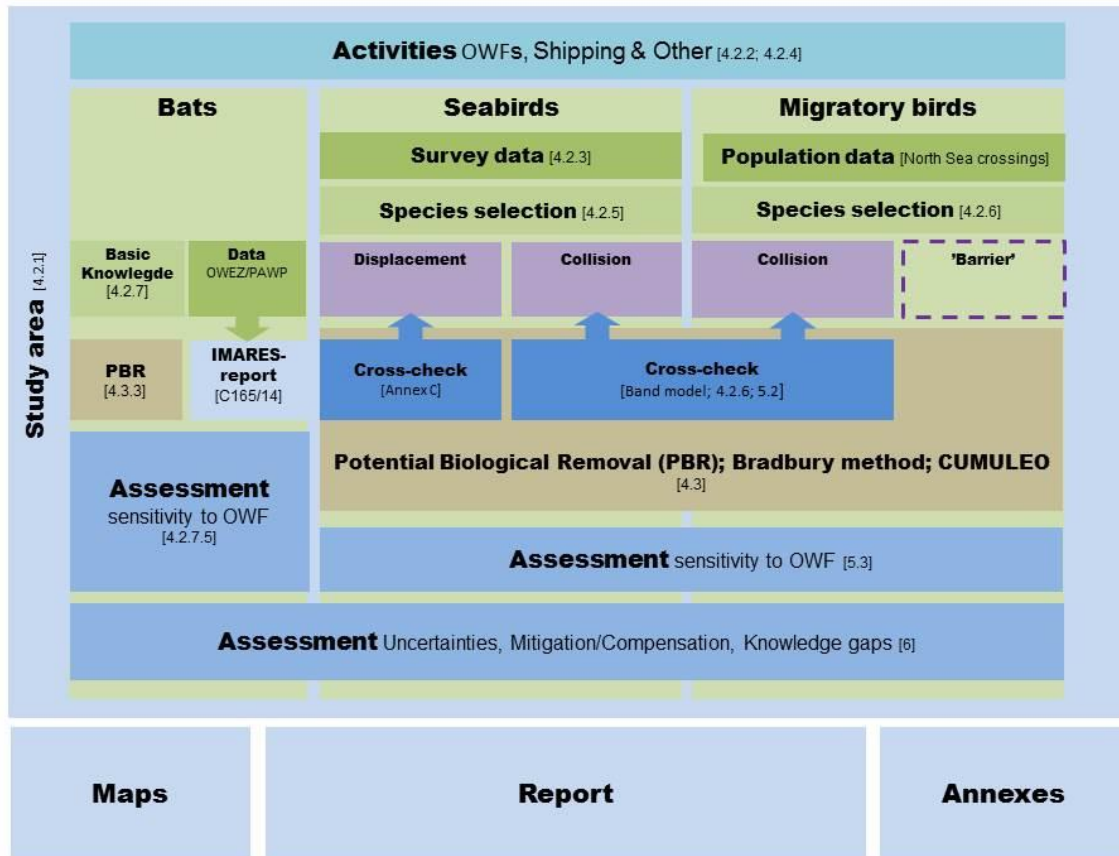 Activities OWFs, Shipping & Other [4.2.2; 4.2.4]
Study area [4.2.1]
Bats
Seabirds
Migratory birds
Survey data [4.2.3]
Population data [North Sea crossings]
Species selection [4.2.5]
Species selection [4.2.6]
Basic
Knowlegde
[4.2.7]
Data
OWEZ/PAWP
Displacement
Collision
Collision
'Barrier'
PBR
[4.3.3]
IMARES-
report
[C165/14]
Cross-check
[Annex C]
Cross-check
[Band model; 4.2.6; 5.2]
Potential Biological Removal (PBR); Bradbury method; CUMULEO
[4.3]
Assessment
sensitivity to OWF
[4.2.7.5]
Assessment sensitivity to OWF [5.3]
Assessment Uncertainties, Mitigation/Compensation, Knowledge gaps [6]
Maps
Report
Annexes